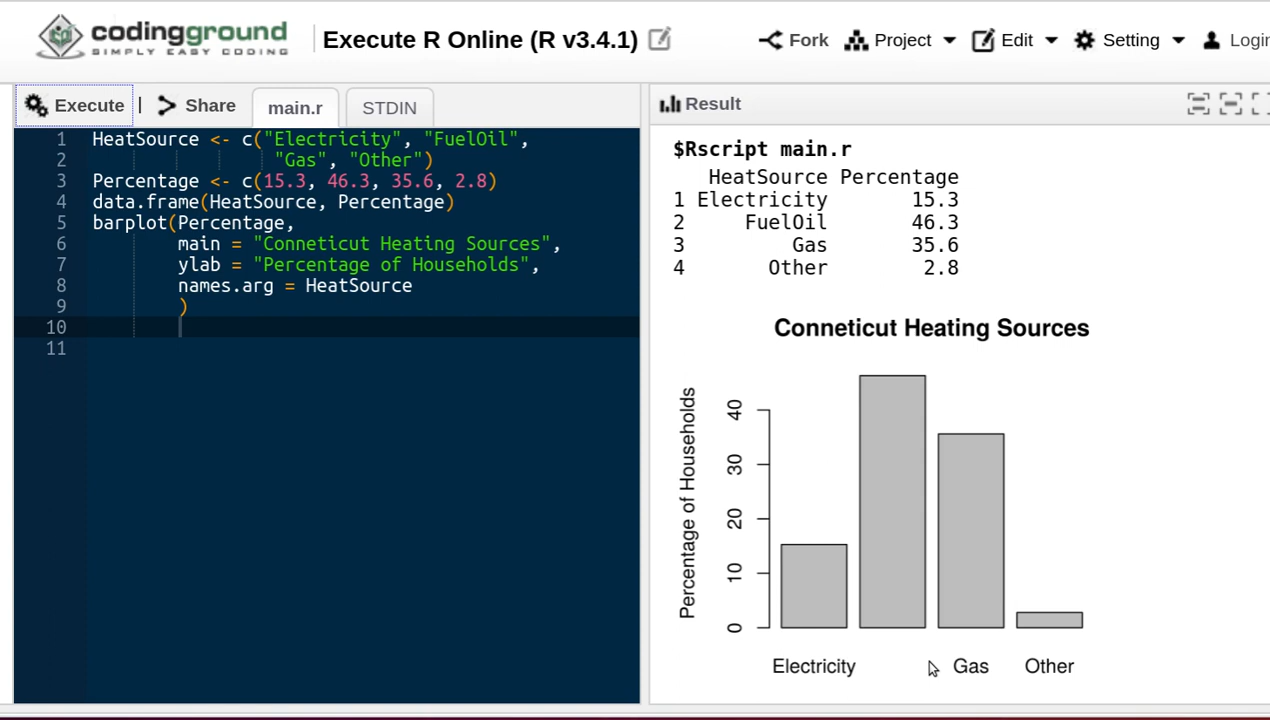 codingground
SIMPLY EASY CODING
Execute R Online (R v3.4.1)
Fork
Project
Edit
Setting
Login
Execute
Share
main.r
STDIN
Result
1 HeatSource <- c("Electricity", "FuelOil",
2 "Gas", "Other")
3 Percentage <- c(15.3, 46.3, 35.6, 2.8)
4 data.frame(HeatSource, Percentage)
5 barplot(Percentage,
6 main = "Conneticut Heating Sources",
7 ylab = "Percentage of Households",
8 names.arg = HeatSource
9 )
10
11
$Rscript main.r
HeatSource Percentage
1 Electricity 15.3
2 FuelOil 46.3
3 Gas 35.6
4 Other 2.8
Conneticut Heating Sources
Percentage of Households
40
30
20
10
0
Electricity Gas Other